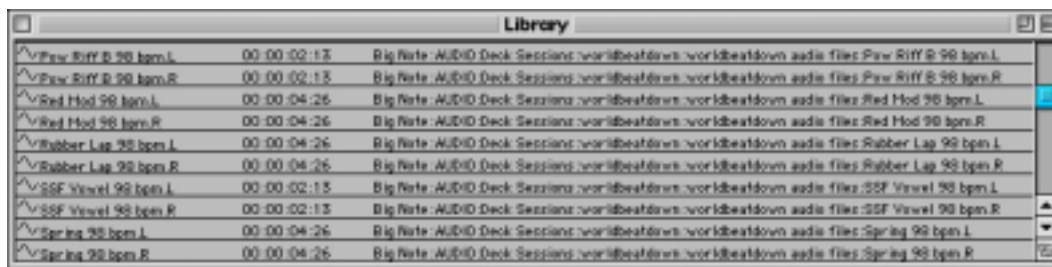 Library
Paw Riff B 98 bpm.L 00:00:02:13 Big Note:AUDIO:Deck Sessions:worldbeatdown:worldbeatdown audio files:Paw Riff B 98 bpm.L
Paw Riff B 98 bpm.R 00:00:02:13 Big Note:AUDIO:Deck Sessions:worldbeatdown:worldbeatdown audio files:Paw Riff B 98 bpm.R
Red Mod 98 bpm.L 00:00:04:26 Big Note:AUDIO:Deck Sessions:worldbeatdown:worldbeatdown audio files:Red Mod 98 bpm.L
Red Mod 98 bpm.R 00:00:04:26 Big Note:AUDIO:Deck Sessions:worldbeatdown:worldbeatdown audio files:Red Mod 98 bpm.R
Rubber Lap 98 bpm.L 00:00:04:26 Big Note:AUDIO:Deck Sessions:worldbeatdown:worldbeatdown audio files:Rubber Lap 98 bpm.L
Rubber Lap 98 bpm.R 00:00:04:26 Big Note:AUDIO:Deck Sessions:worldbeatdown:worldbeatdown audio files:Rubber Lap 98 bpm.R
SSF Vowel 98 bpm.L 00:00:02:13 Big Note:AUDIO:Deck Sessions:worldbeatdown:worldbeatdown audio files:SSF Vowel 98 bpm.L
SSF Vowel 98 bpm.R 00:00:02:13 Big Note:AUDIO:Deck Sessions:worldbeatdown:worldbeatdown audio files:SSF Vowel 98 bpm.R
Spring 98 bpm.L 00:00:04:26 Big Note:AUDIO:Deck Sessions:worldbeatdown:worldbeatdown audio files:Spring 98 bpm.L
Spring 98 bpm.R 00:00:04:26 Big Note:AUDIO:Deck Sessions:worldbeatdown:worldbeatdown audio files:Spring 98 bpm.R